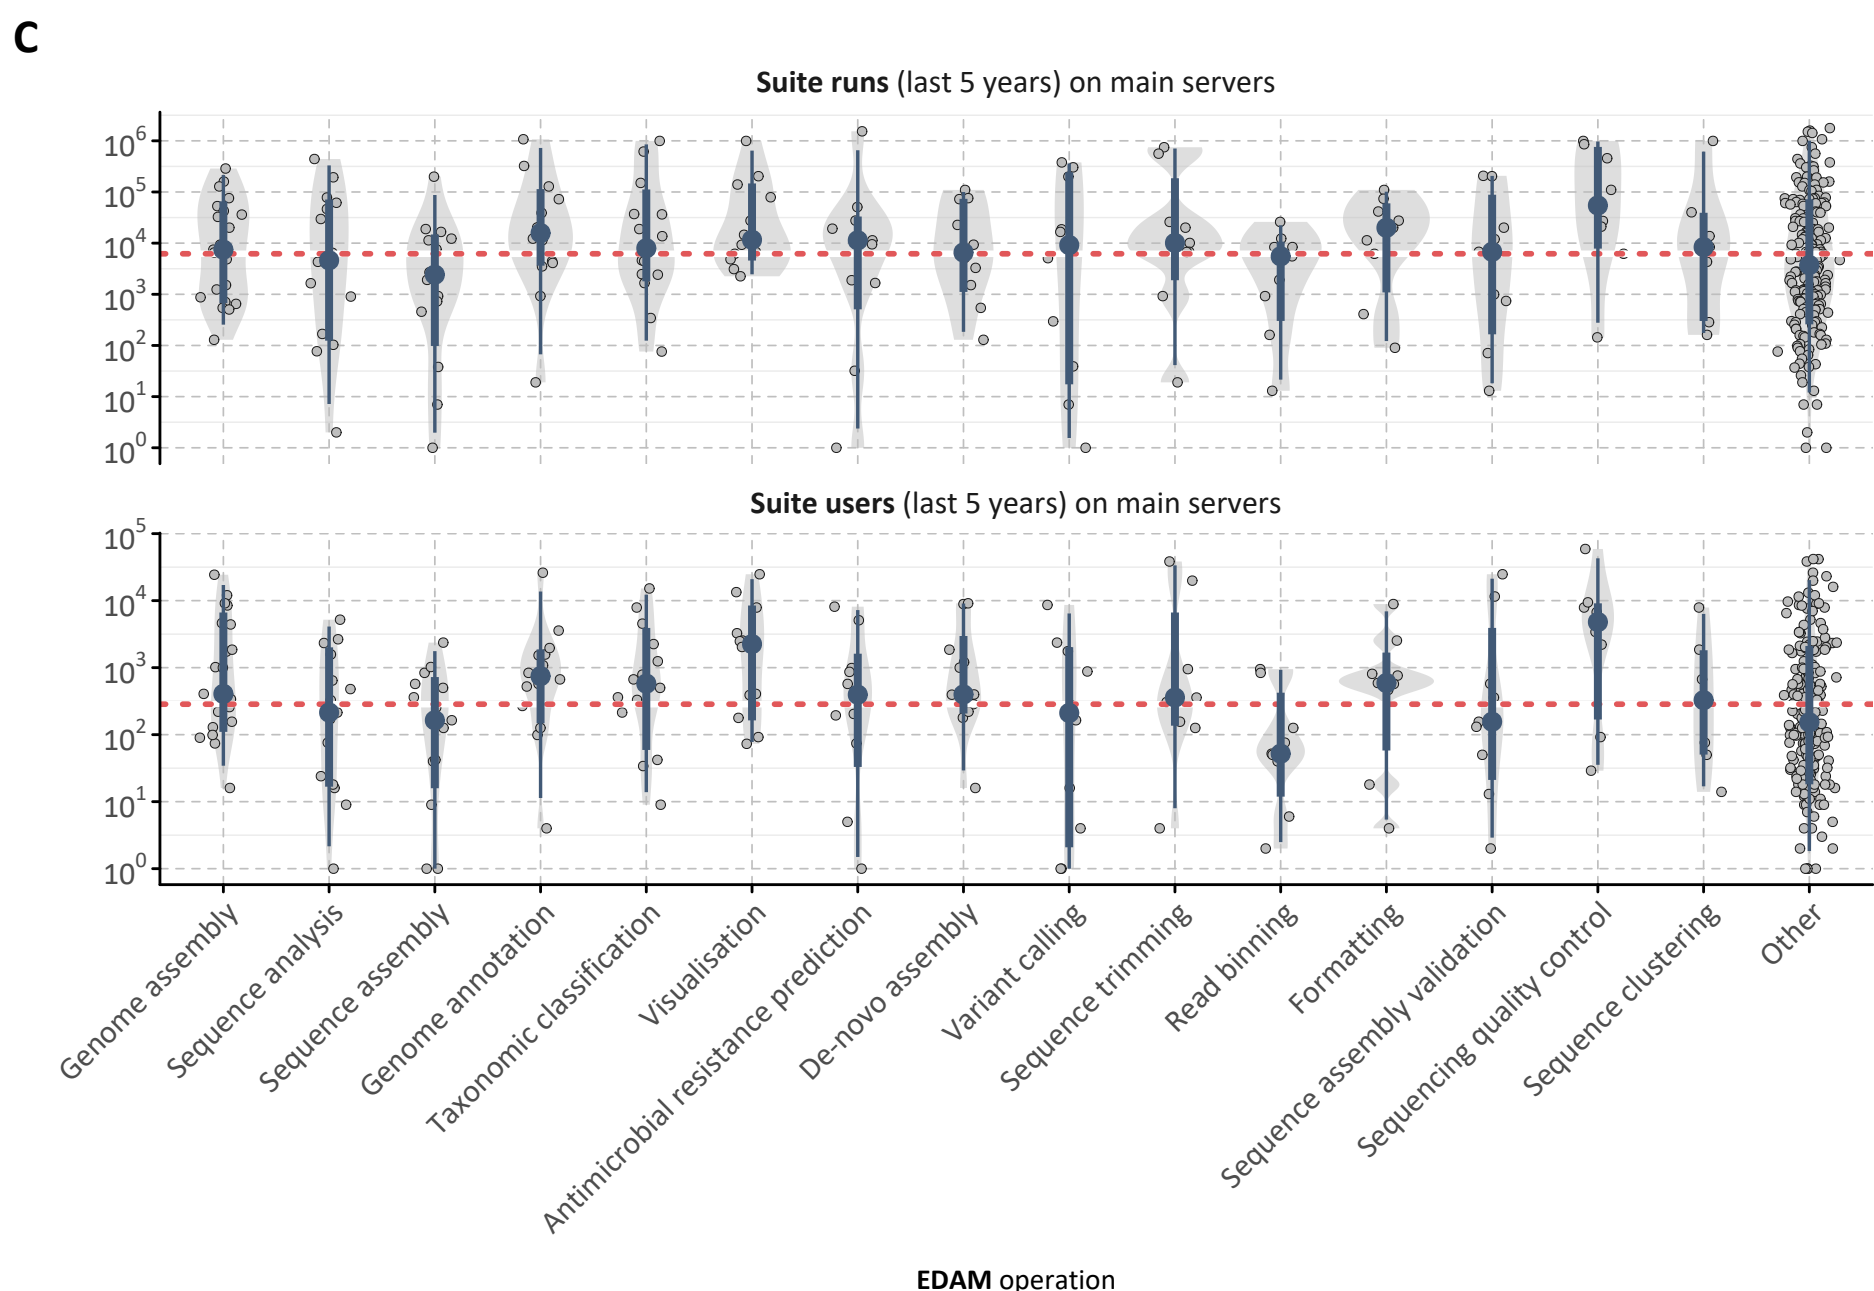 C
Suite runs (last 5 years) on main servers
10^6
10^5
10^4
10^3
10^2
10^1
10^0
Suite users (last 5 years) on main servers
10^5
10^4
10^3
10^2
10^1
10^0
Genome assembly
Sequence analysis
Sequence assembly
Genome annotation
Taxonomic classification
Visualisation
Antimicrobial resistance prediction
De-novo assembly
Variant calling
Sequence trimming
Read binning
Formatting
Sequence assembly validation
Sequencing quality control
Sequence clustering
Other
EDAM operation